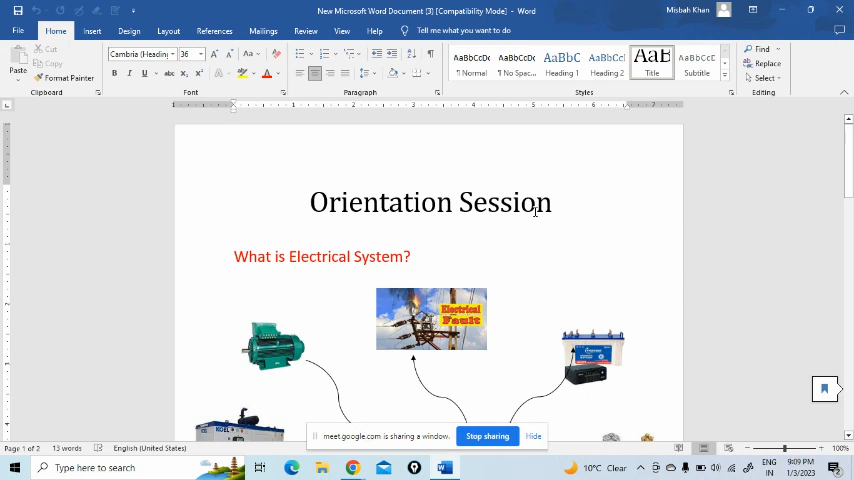 New Microsoft Word Document (3) [Compatibility Mode] - Word
Misbah Khan
File Home Insert Design Layout References Mailings Review View Help Tell me what you want to do
Paste
Cut
Copy
Format Painter
Clipboard
Cambria (Heading 36
Font
Paragraph
AaBbCcDc AaBbCcDc AaBbC AaBbCcE AaB AaBbCcE
¶ Normal ¶ No Spac... Heading 1 Heading 2 Title Subtitle
Styles
Find
Replace
Select
Editing
Orientation Session
What is Electrical System?
Electrical
Fault
KOEL
meet.google.com is sharing a window. Stop sharing Hide
Page 1 of 2 13 words English (United States) 100%
Type here to search
10°C Clear
ENG
IN
9:09 PM
1/3/2023
2